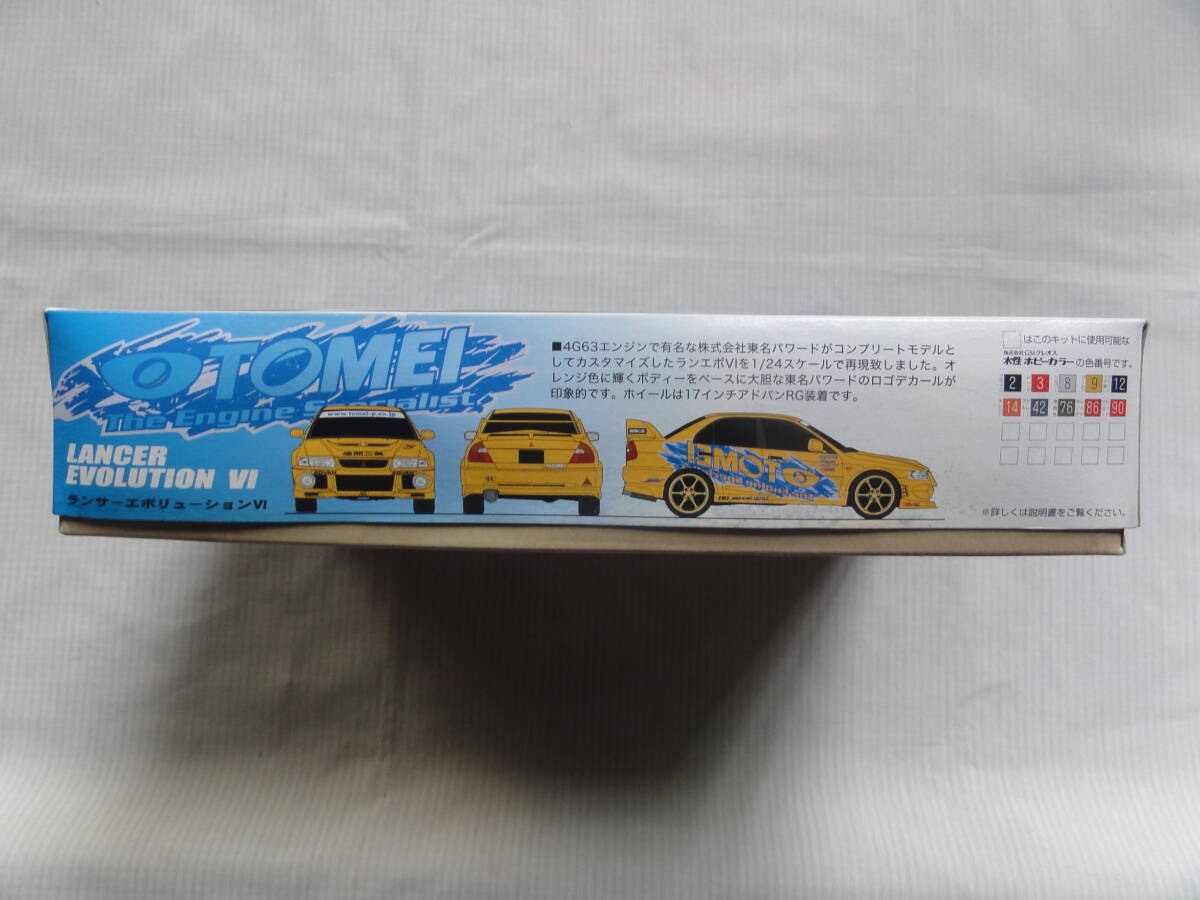 TOMEI
The Engine Specialist
LANCER
EVOLUTION VI
ランサーエボリューションVI
www.tomei-p.co.jp
■4G63エンジンで有名な株式会社東名パワードがコンプリートモデルと
してカスタマイズしたランエボVIを1/24スケールで再現致しました。オ
レンジ色に輝くボディーをベースに大胆な東名パワードのロゴデカールが
印象的です。ホイールは17インチアドバンRG装着です。
はこのキットに使用可能な
株式会社GSIクレオス
水性 ホビーカラーの色番号です。
2 3 8 9 12
14 42 76 86 90
※詳しくは説明書をご覧ください。